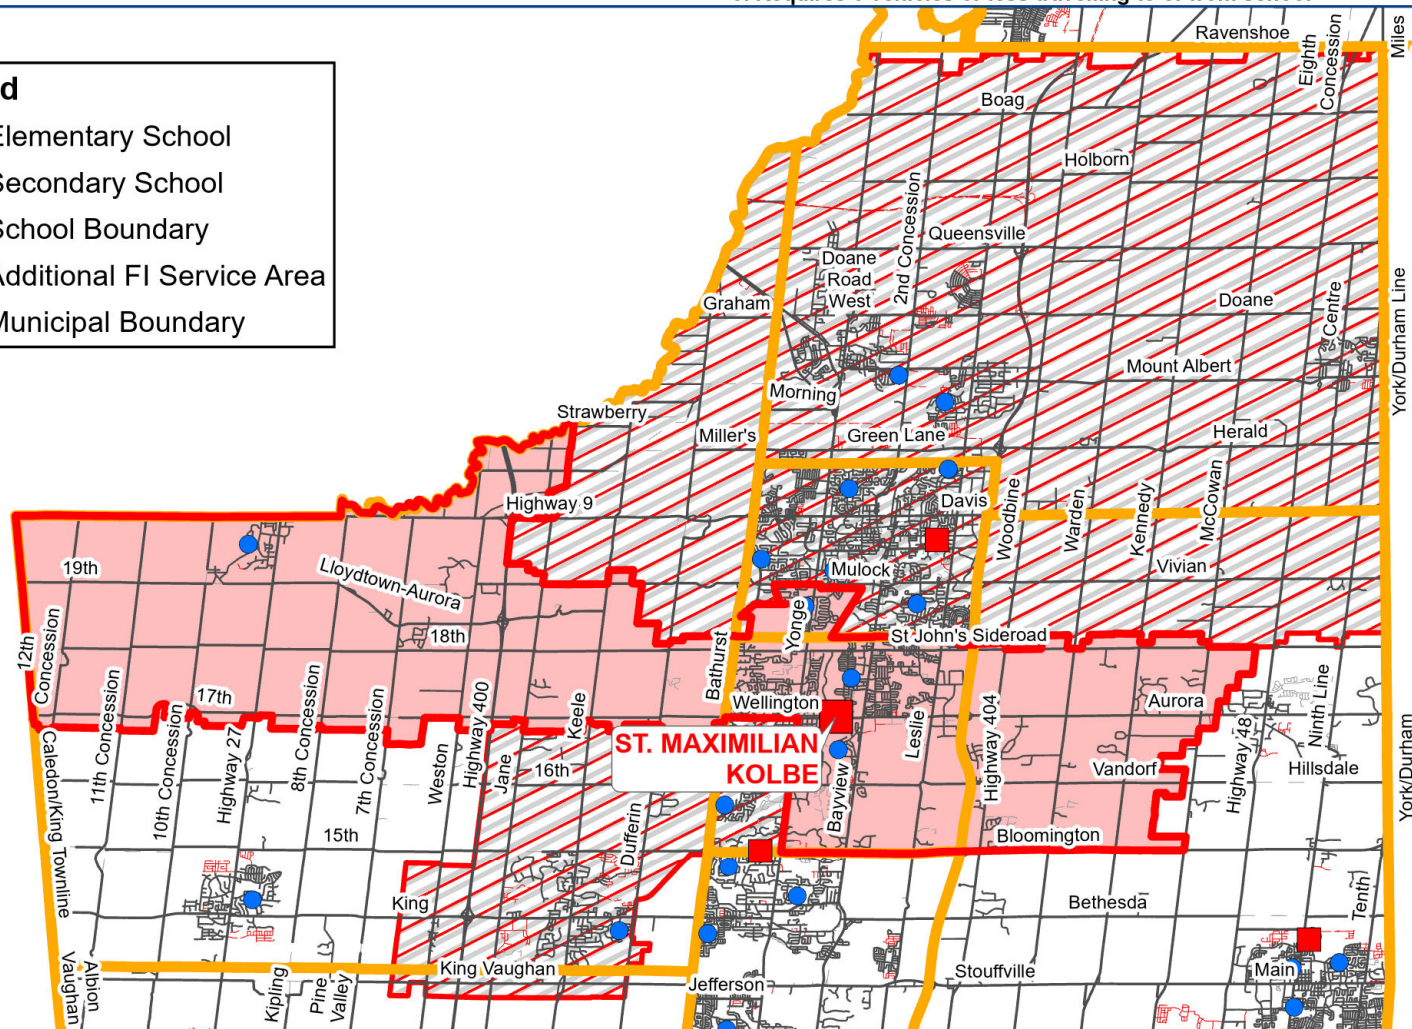 d
Elementary School
Secondary School
School Boundary
Additional FI Service Area
Municipal Boundary
Ravenshoe
Miles
Eighth
Concession
Boag
Holborn
2nd Concession
Queensville
Doane
Road
West
Graham
Doane
Centre
York/Durham Line
Mount Albert
Morning
Strawberry
Miller's
Green Lane
Herald
Highway 9
Davis
Woodbine
Warden
Kennedy
McCowan
19th
Lloydtown-Aurora
Mulock
Vivian
18th
12th
Concession
Bathurst
Yonge
St John's Sideroad
17th
Wellington
Aurora
11th Concession
10th Concession
Highway 27
8th Concession
7th Concession
Weston
Highway 400
Jane
Keele
ST. MAXIMILIAN
KOLBE
16th
Bayview
Leslie
Highway 404
Vandorf
Highway 48
Ninth Line
Hillsdale
York/Durham
Caledon/King Townline
15th
Dufferin
Bloomington
King
Bethesda
Tenth
King Vaughan
Stouffville
Main
Jefferson
Albion
Vaughan
Kipling
Pine
Valley